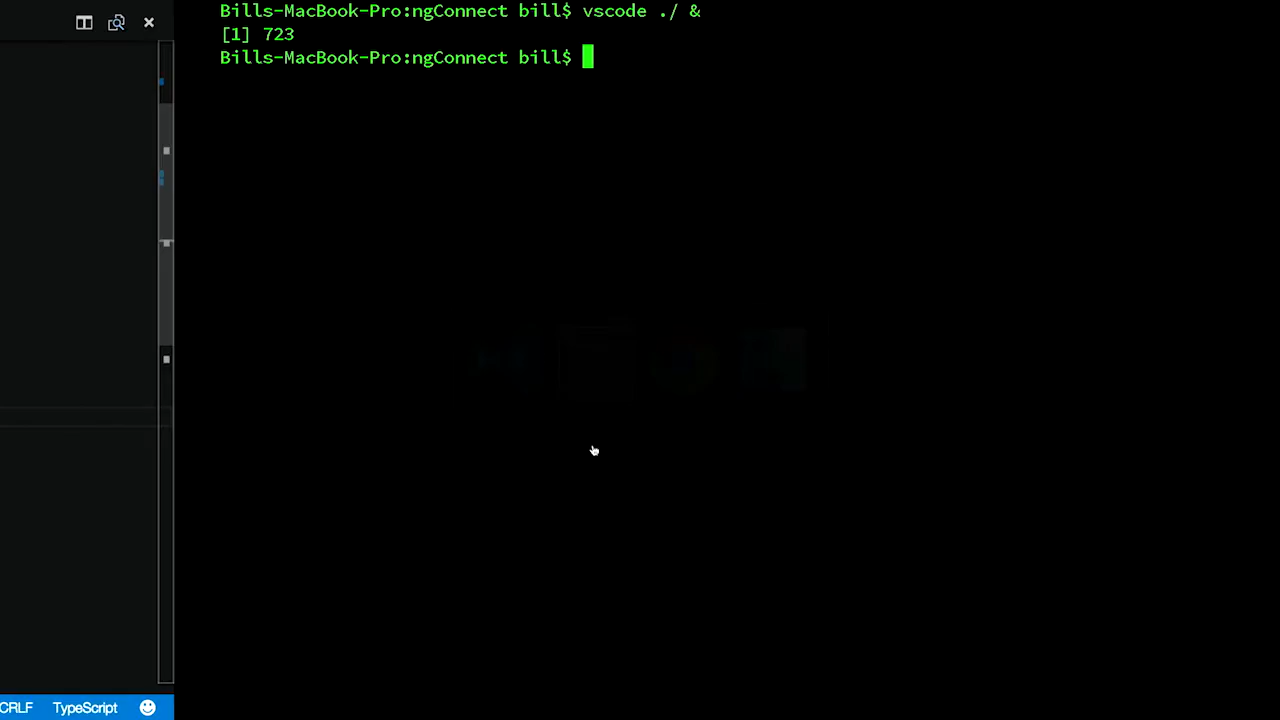 Bills-MacBook-Pro:ngConnect bill$ vscode ./ &
[1] 723
Bills-MacBook-Pro:ngConnect bill$
CRLF TypeScript